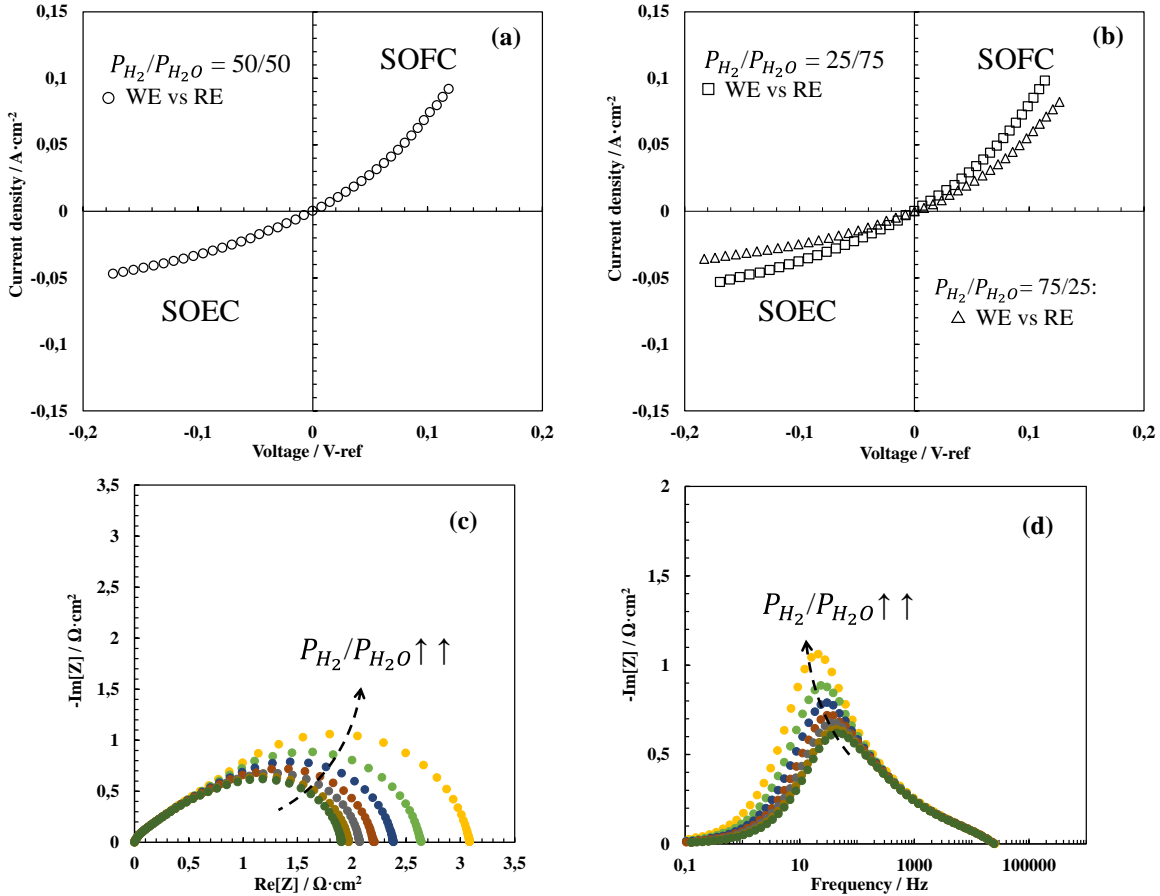 (a)
SOFC
P_{H_2}/P_{H_2O} = 50/50
WE vs RE
SOEC
0,15
0,1
0,05
0
-0,05
-0,1
-0,15
-0,2
-0,1
0
0,1
0,2
Current density / A·cm⁻²
Voltage / V-ref
(b)
SOFC
P_{H_2}/P_{H_2O} = 25/75
WE vs RE
SOEC
P_{H_2}/P_{H_2O} = 75/25:
WE vs RE
0,15
0,1
0,05
0
-0,05
-0,1
-0,15
-0,2
-0,1
0
0,1
0,2
Current density / A·cm⁻²
Voltage / V-ref
(c)
P_{H_2}/P_{H_2O} ↑ ↑
3,5
3
2,5
2
1,5
1
0,5
0
0
0,5
1
1,5
2
2,5
3
3,5
-Im[Z] / Ω·cm²
Re[Z] / Ω·cm²
(d)
P_{H_2}/P_{H_2O} ↑ ↑
2
1,5
1
0,5
0
0,1
10
1000
100000
-Im[Z] / Ω·cm²
Frequency / Hz